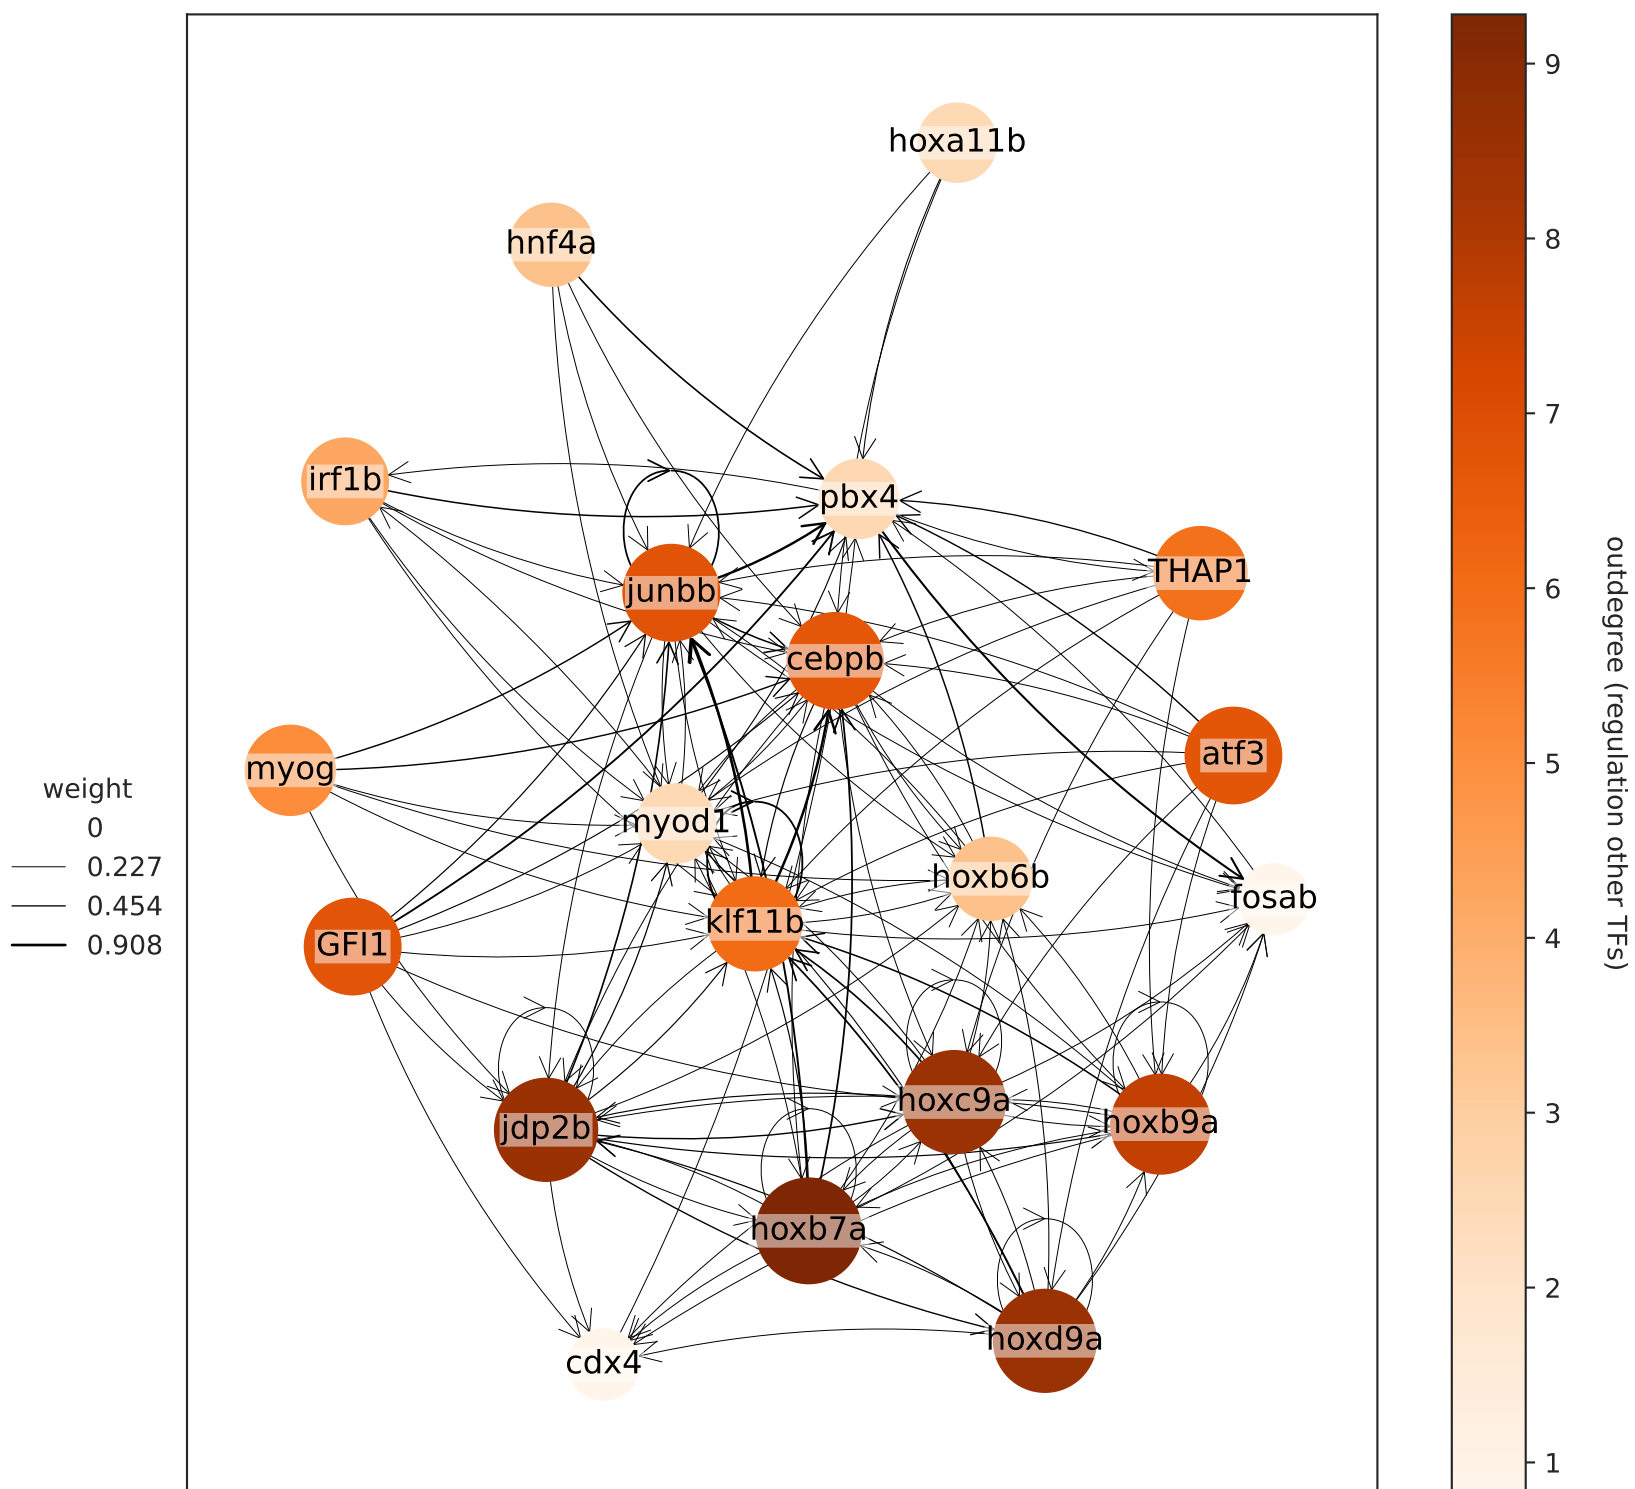 hoxa11b
hnf4a
irf1b
pbx4
junbb
THAP1
cebpb
atf3
myog
myod1
hoxb6b
fosab
klf11b
GFI1
hoxc9a
hoxb9a
jdp2b
hoxb7a
hoxd9a
cdx4
weight
0
0.227
0.454
0.908
9
8
7
6
5
4
3
2
1
outdegree (regulation other TFs)